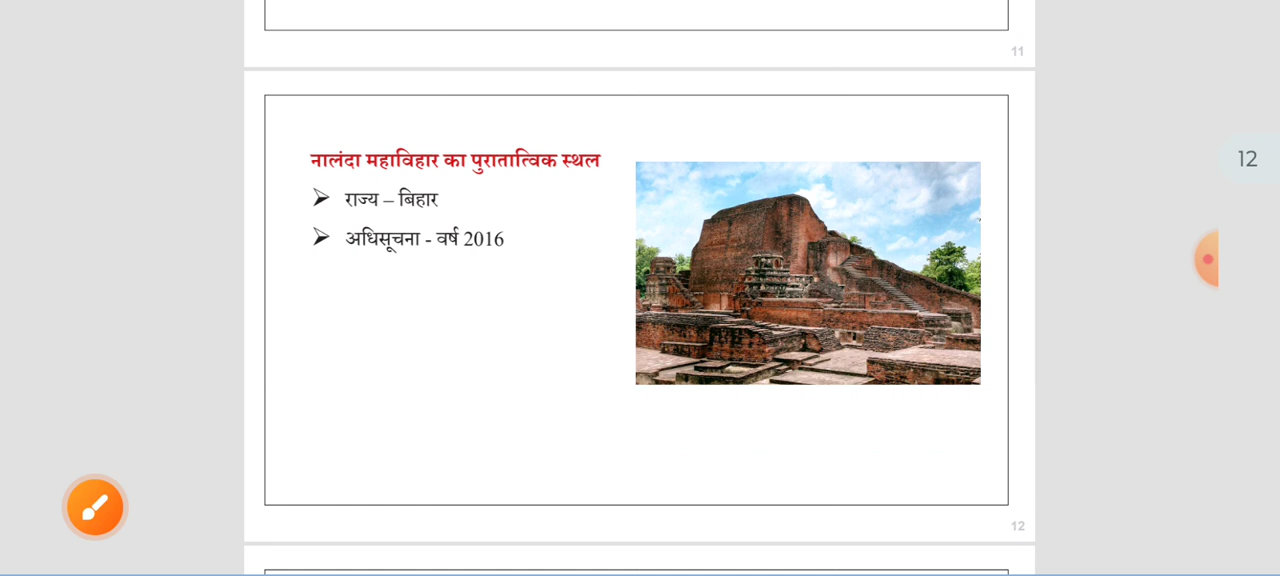 11
नालंदा महाविहार का पुरातात्विक स्थल
➢ राज्य – बिहार
➢ अधिसूचना - वर्ष 2016
12
12